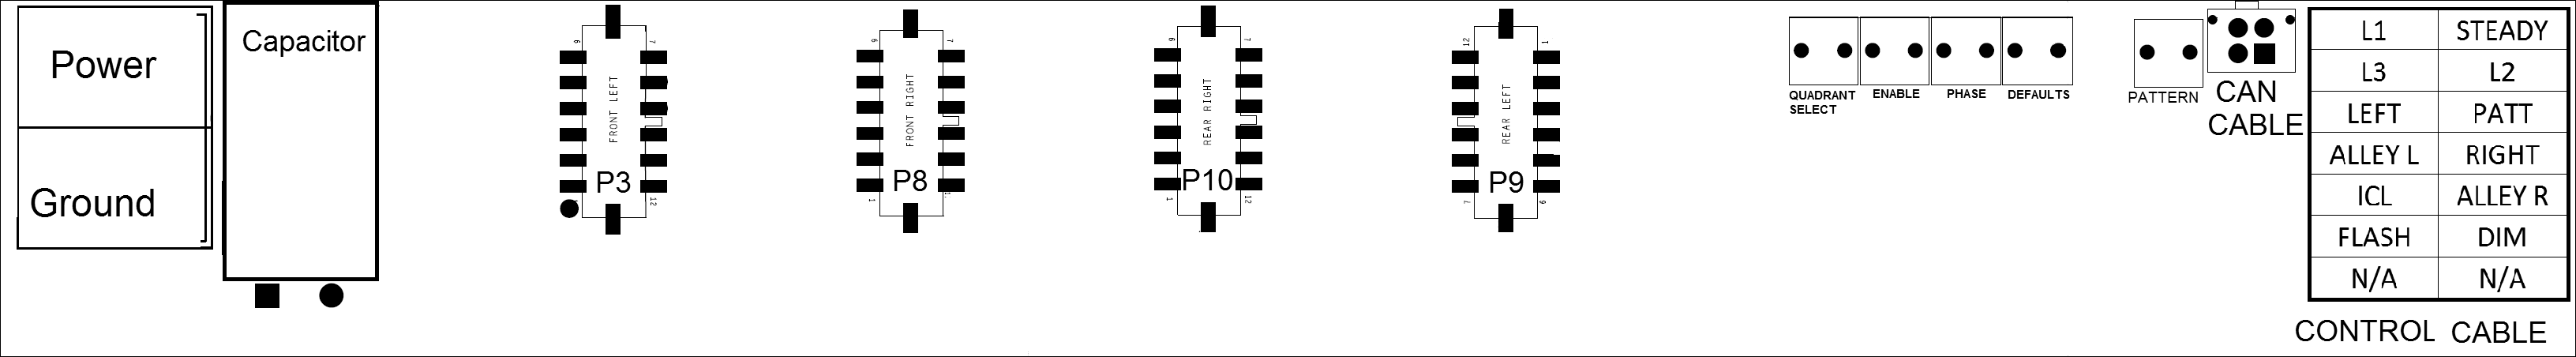 Power
Ground
Capacitor
6 7
FRONT LEFT
P3
12
6 7
FRONT RIGHT
P8
1
6 7
REAR RIGHT
P10
1 12
12 1
REAR LEFT
P9
7 6
QUADRANT
SELECT
ENABLE
PHASE
DEFAULTS
PATTERN
CAN
CABLE
L1 STEADY
L3 L2
LEFT PATT
ALLEY L RIGHT
ICL ALLEY R
FLASH DIM
N/A N/A
CONTROL CABLE